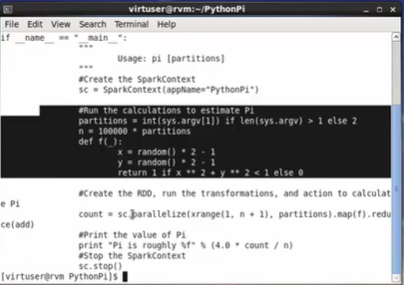 virtuser@rvm:~/PythonPi
File Edit View Search Terminal Help
if __name__ == "__main__":
"""
Usage: pi [partitions]
"""
#Create the SparkContext
sc = SparkContext(appName="PythonPi")
#Run the calculations to estimate Pi
partitions = int(sys.argv[1]) if len(sys.argv) > 1 else 2
n = 100000 * partitions
def f(_):
x = random() * 2 - 1
y = random() * 2 - 1
return 1 if x ** 2 + y ** 2 < 1 else 0
#Create the RDD, run the transformations, and action to calculat
e Pi
count = sc.parallelize(xrange(1, n + 1), partitions).map(f).redu
ce(add)
#Print the value of Pi
print "Pi is roughly %f" % (4.0 * count / n)
#Stop the SparkContext
sc.stop()
[virtuser@rvm PythonPi]$